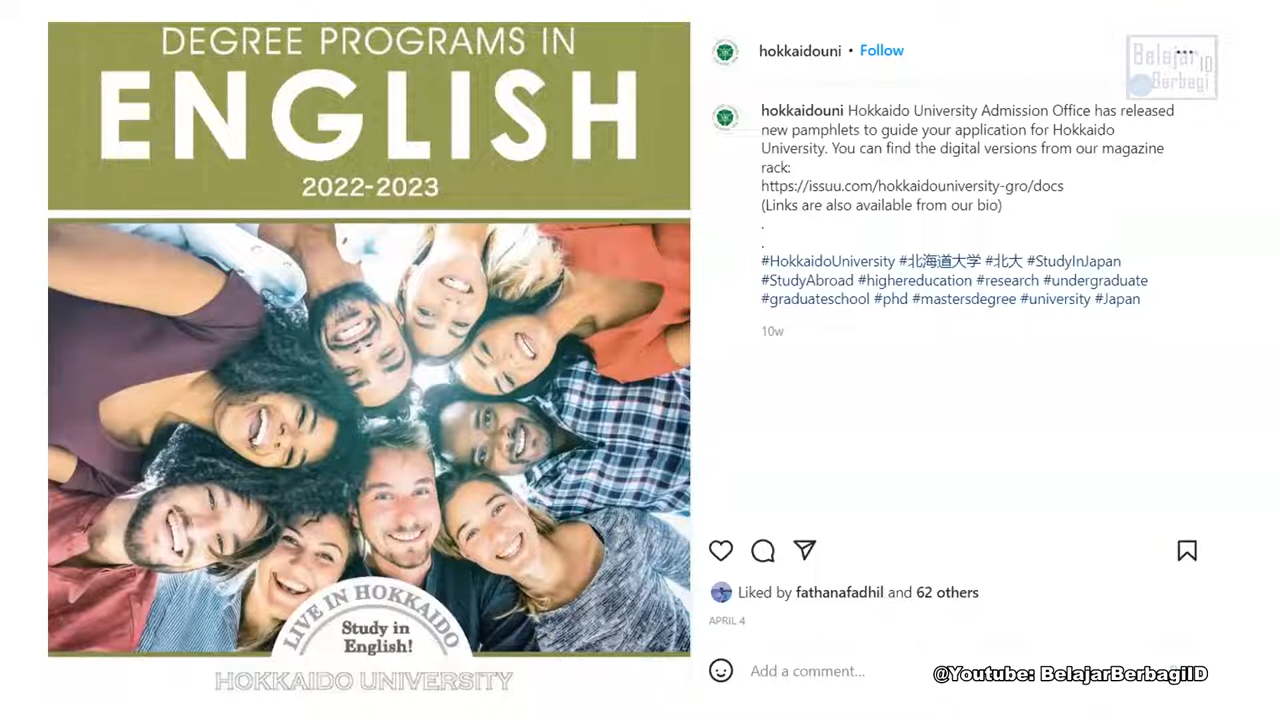 DEGREE PROGRAMS IN
ENGLISH
2022-2023
LIVE IN HOKKAIDO
Study in
English!
HOKKAIDO UNIVERSITY
hokkaidouni • Follow
Belajar
ID
Berbagi
hokkaidouni Hokkaido University Admission Office has released
new pamphlets to guide your application for Hokkaido
University. You can find the digital versions from our magazine
rack:
https://issuu.com/hokkaidouniversity-gro/docs
(Links are also available from our bio)
.
.
#HokkaidoUniversity #北海道大学 #北大 #StudyInJapan
#StudyAbroad #highereducation #research #undergraduate
#graduateschool #phd #mastersdegree #university #Japan
10w
Liked by fathanafadhil and 62 others
APRIL 4
Add a comment...
@Youtube: BelajarBerbagiID